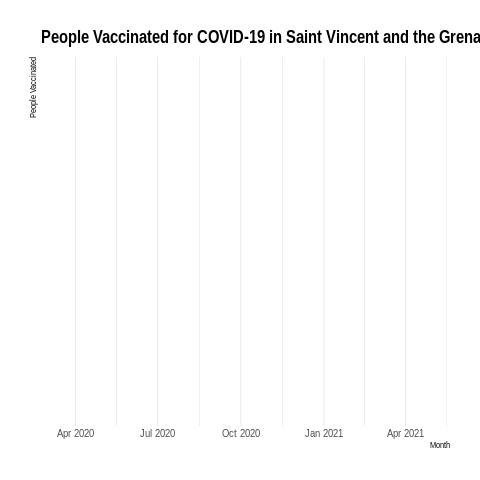 People Vaccinated for COVID-19 in Saint Vincent and the Grena
People Vaccinated
Apr 2020 Jul 2020 Oct 2020 Jan 2021 Apr 2021
Month